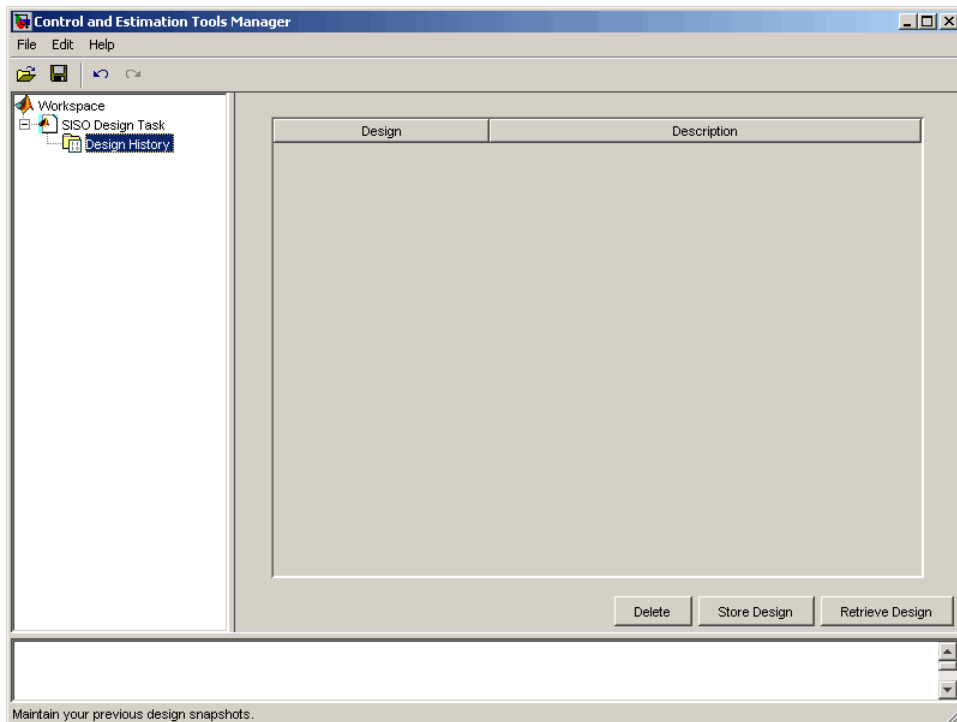 Control and Estimation Tools Manager
File Edit Help
Workspace
SISO Design Task
Design History
Design Description
Delete Store Design Retrieve Design
Maintain your previous design snapshots.